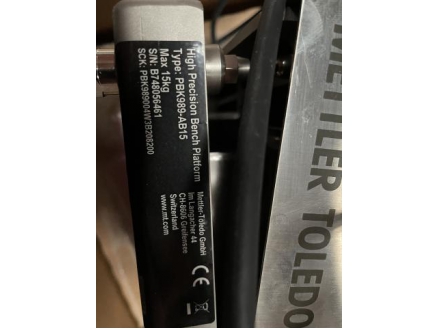 High Precision Bench Platform
Type: PBK989-AB15
Max 15kg
S/N: B748056461
SCK: PBK989004W3B208200
Mettler-Toledo GmbH
Im Langacher 44
CH-8606 Greifensee
Switzerland
www.mt.com
CE
METTLER TOLEDO